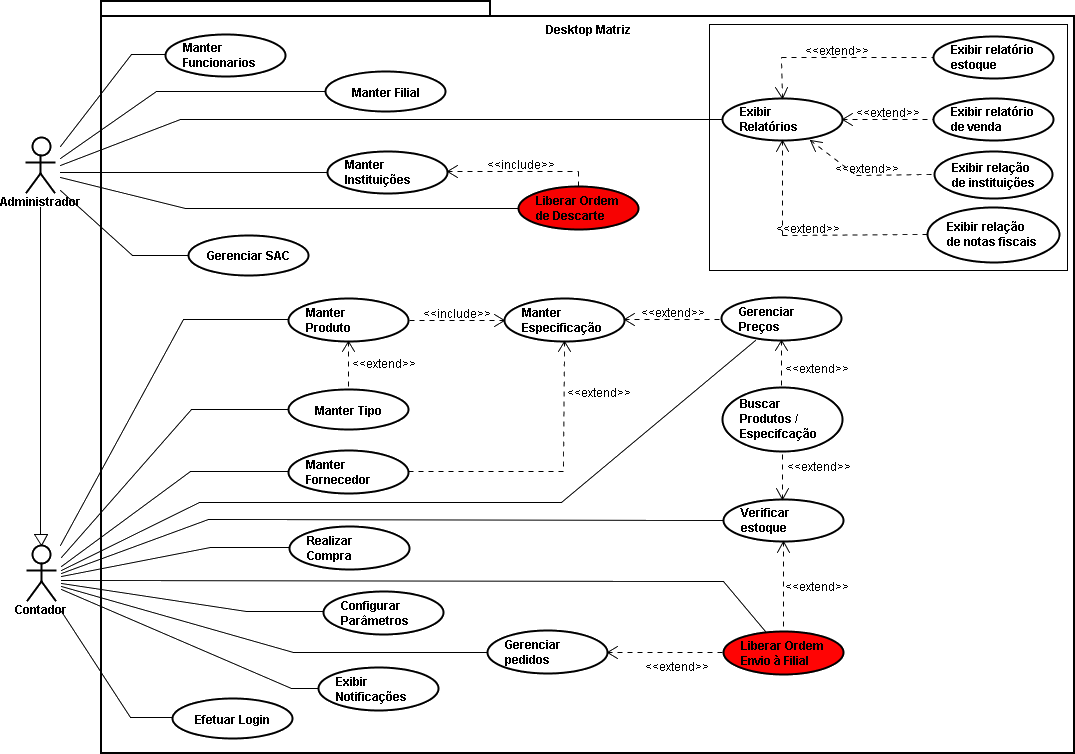 Desktop Matriz
Manter
Funcionarios
Manter Filial
Administrador
Manter
Instituições
<<include>>
Liberar Ordem
de Descarte
Gerenciar SAC
Exibir
Relatórios
<<extend>>
Exibir relatório
estoque
<<extend>>
Exibir relatório
de venda
<<extend>>
Exibir relação
de instituições
<<extend>>
Exibir relação
de notas fiscais
Manter
Produto
<<include>>
Manter
Especificação
<<extend>>
Gerenciar
Preços
<<extend>>
Manter Tipo
<<extend>>
<<extend>>
Buscar
Produtos /
Especifcação
<<extend>>
Manter
Fornecedor
Verificar
estoque
Realizar
Compra
Contador
<<extend>>
Configurar
Parâmetros
Gerenciar
pedidos
<<extend>>
Liberar Ordem
Envio à Filial
Exibir
Notificações
Efetuar Login